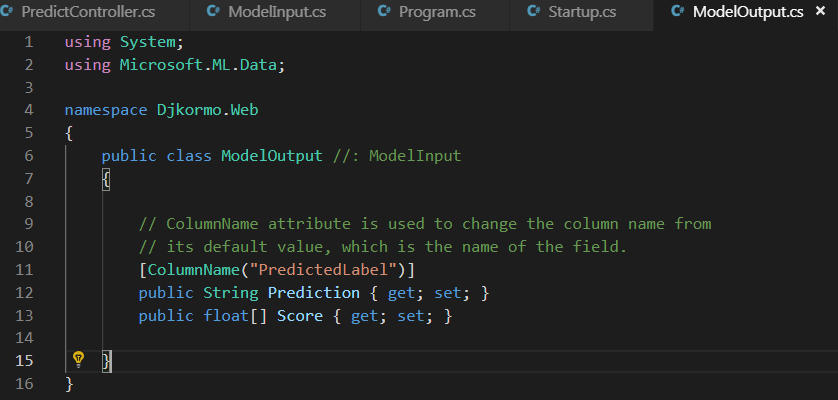 PredictController.cs ModelInput.cs Program.cs Startup.cs ModelOutput.cs ×
1 using System;
2 using Microsoft.ML.Data;
3
4 namespace Djkormo.Web
5 {
6 public class ModelOutput //: ModelInput
7 {
8
9 // ColumnName attribute is used to change the column name from
10 // its default value, which is the name of the field.
11 [ColumnName("PredictedLabel")]
12 public String Prediction { get; set; }
13 public float[] Score { get; set; }
14
15 }
16 }